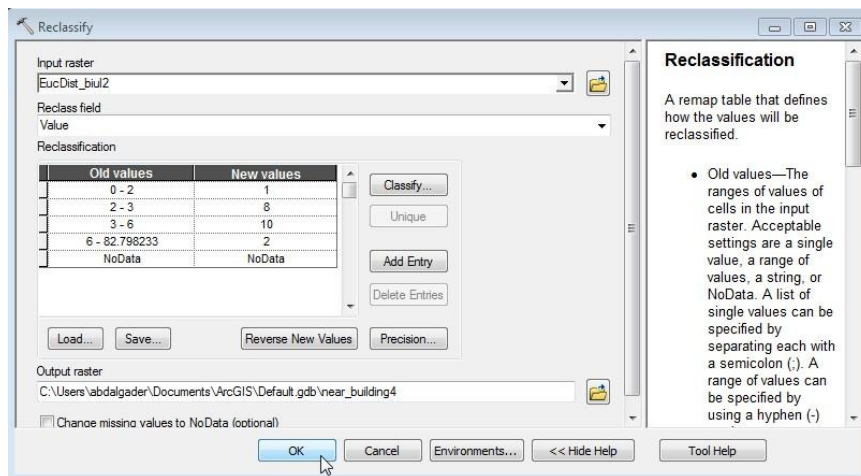 Reclassify
Input raster
EucDist_biul2
Reclass field
Value
Reclassification
Old values New values
0 - 2 1
2 - 3 8
3 - 6 10
6 - 82.798233 2
NoData NoData
Classify...
Unique
Add Entry
Delete Entries
Load... Save... Reverse New Values Precision...
Output raster
C:\Users\abdalgader\Documents\ArcGIS\Default.gdb\near_building4
Change missing values to NoData (optional)
OK Cancel Environments... << Hide Help Tool Help
Reclassification
A remap table that defines
how the values will be
reclassified.
• Old values—The
ranges of values of
cells in the input
raster. Acceptable
settings are a single
value, a range of
values, a string, or
NoData. A list of
single values can be
specified by
separating each with
a semicolon (;). A
range of values can
be specified by
using a hyphen (-)